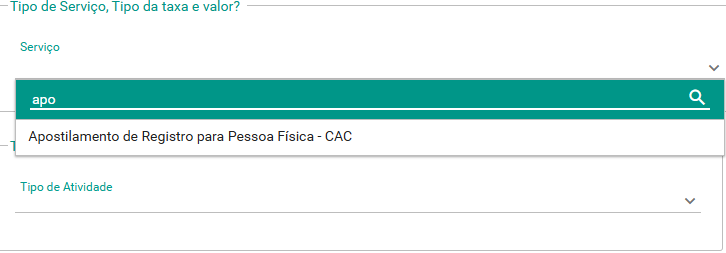 Tipo de Serviço, Tipo da taxa e valor?
Serviço
apo
Apostilamento de Registro para Pessoa Física - CAC
Tipo de Atividade